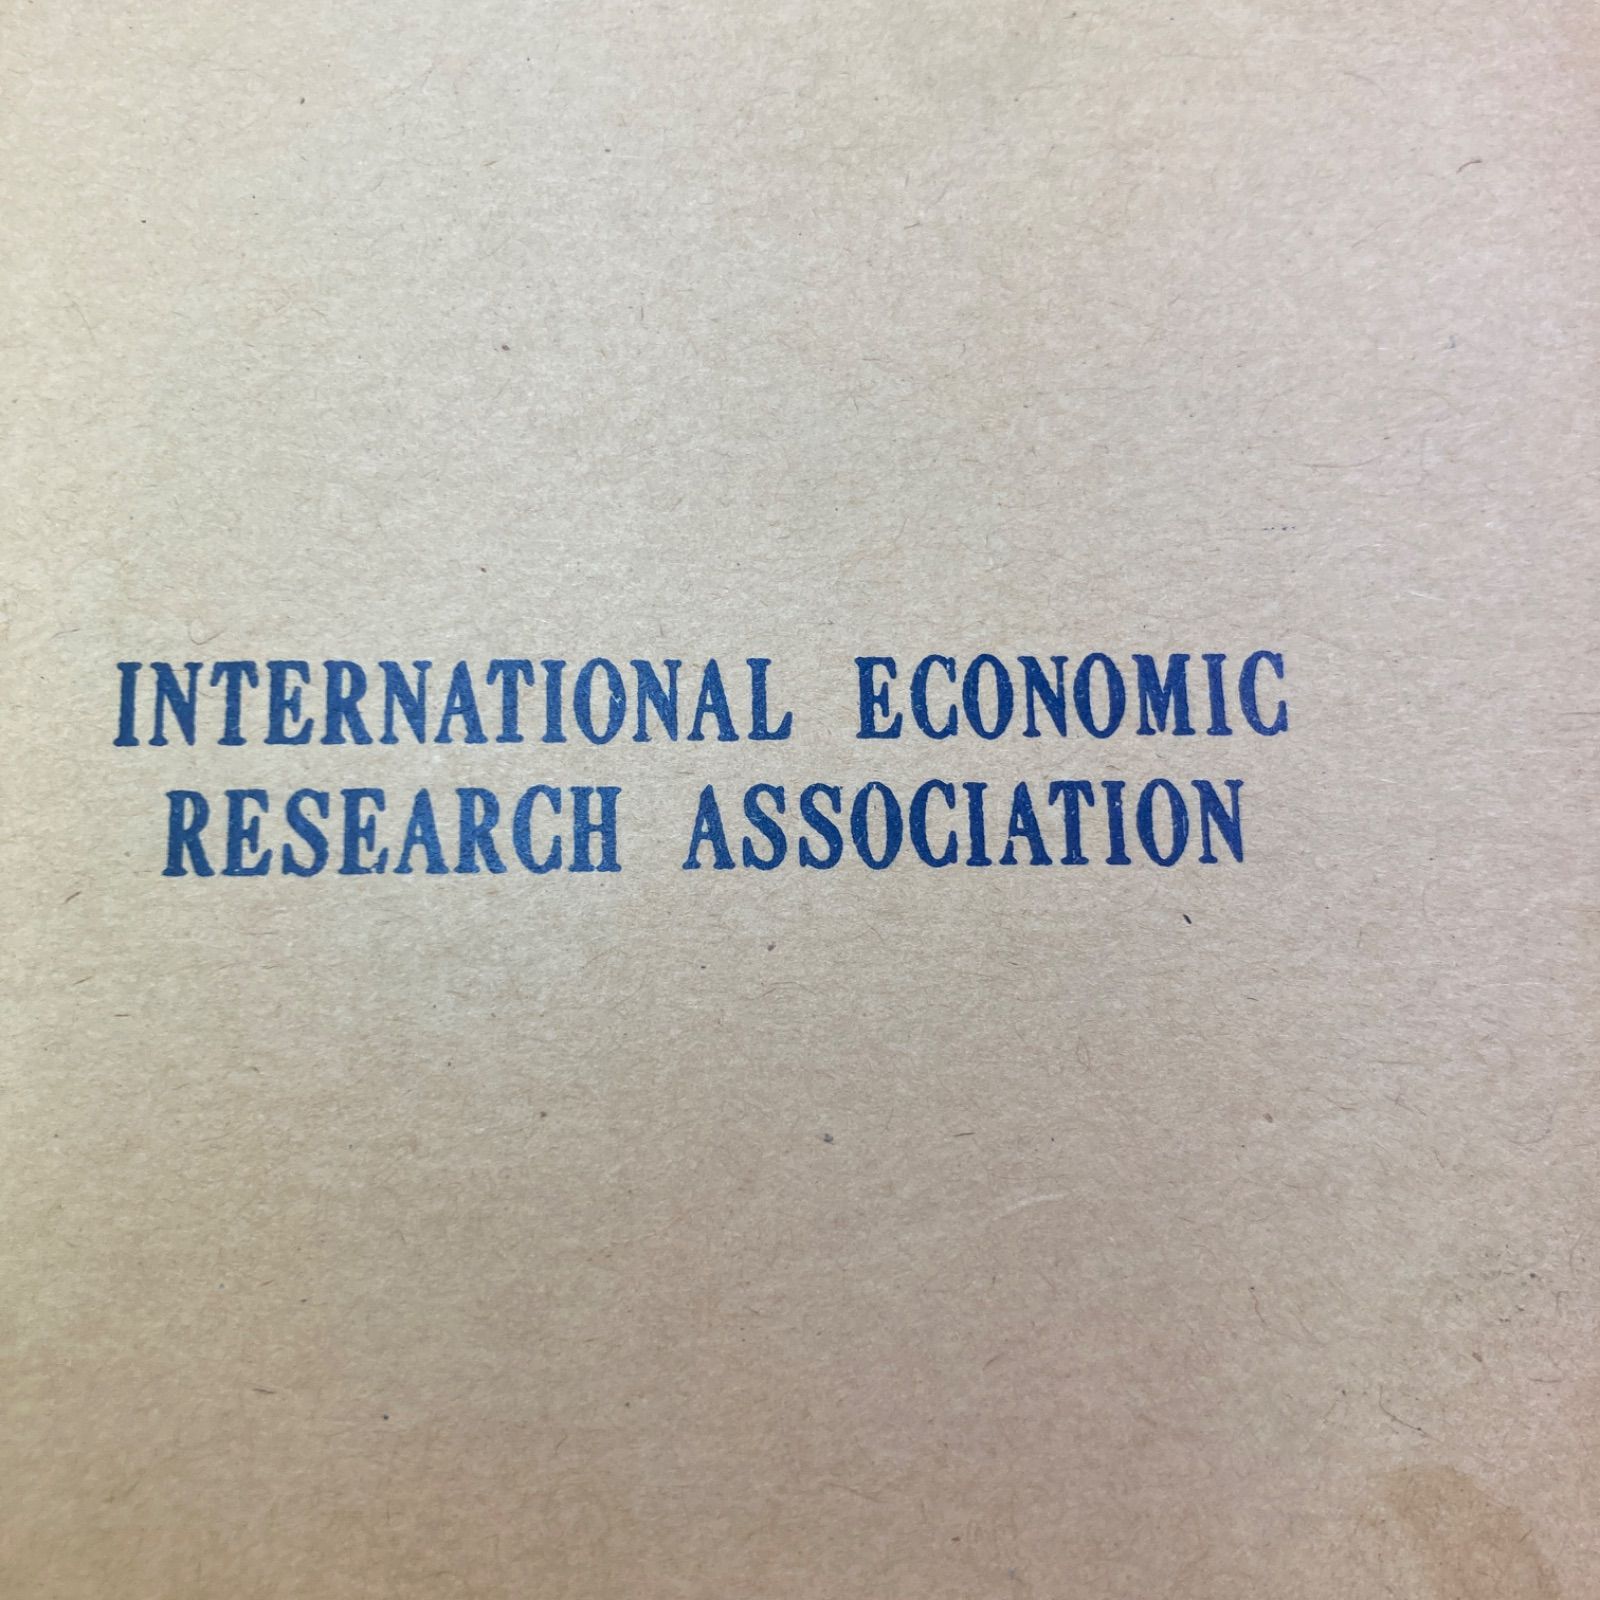 INTERNATIONAL ECONOMIC
RESEARCH ASSOCIATION